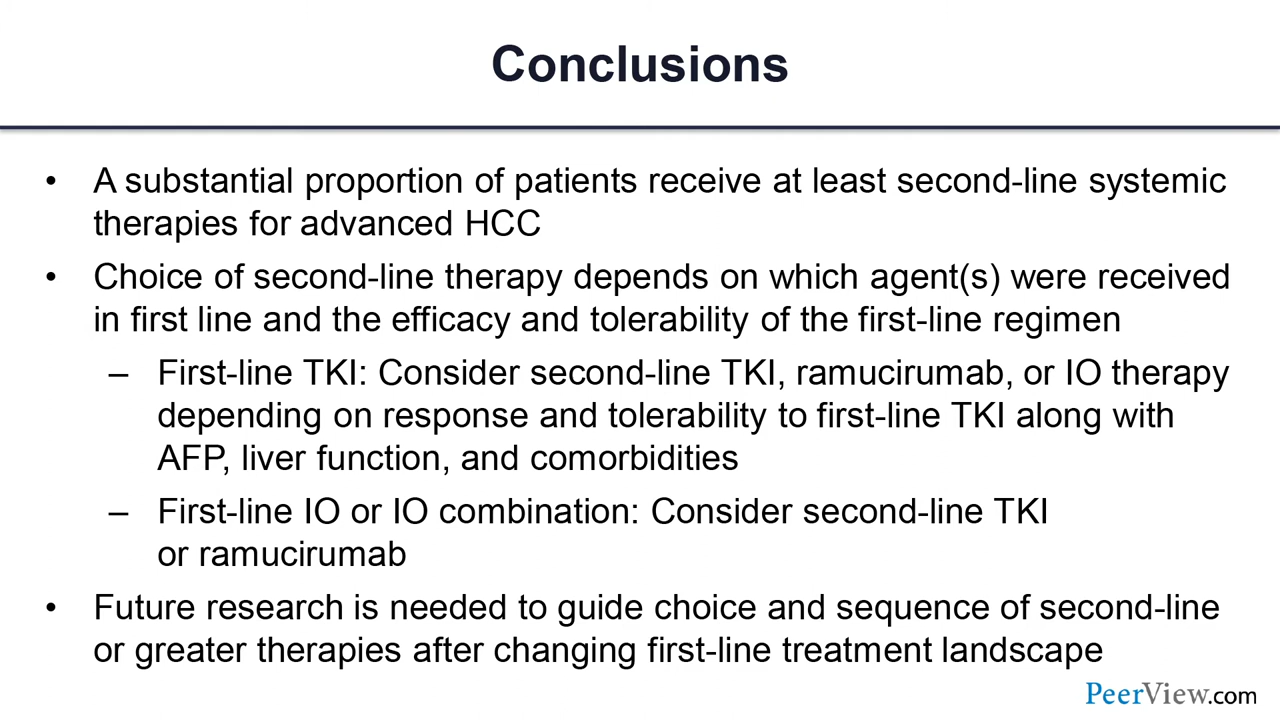 Conclusions
• A substantial proportion of patients receive at least second-line systemic
therapies for advanced HCC
• Choice of second-line therapy depends on which agent(s) were received
in first line and the efficacy and tolerability of the first-line regimen
– First-line TKI: Consider second-line TKI, ramucirumab, or IO therapy
depending on response and tolerability to first-line TKI along with
AFP, liver function, and comorbidities
– First-line IO or IO combination: Consider second-line TKI
or ramucirumab
• Future research is needed to guide choice and sequence of second-line
or greater therapies after changing first-line treatment landscape
PeerView.com